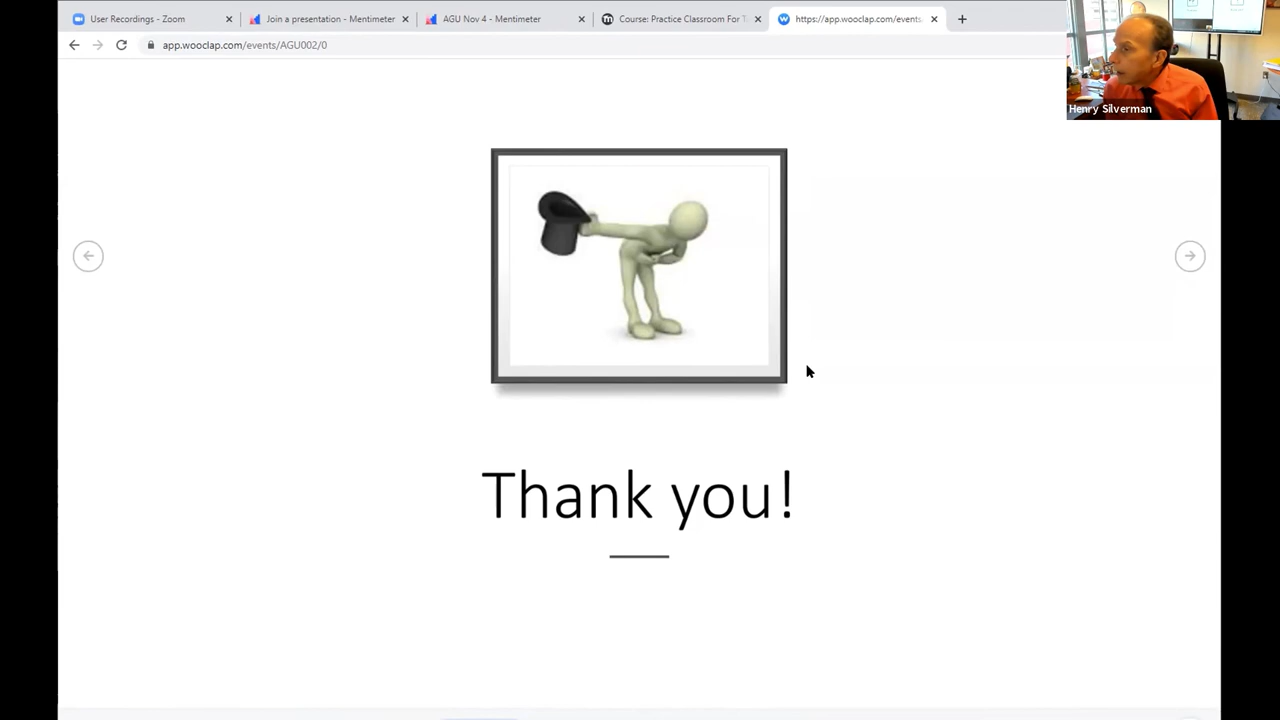 User Recordings - Zoom
Join a presentation - Mentimeter
AGU Nov 4 - Mentimeter
Course: Practice Classroom For T
https://app.wooclap.com/events
app.wooclap.com/events/AGU002/0
Henry Silverman
Thank you!